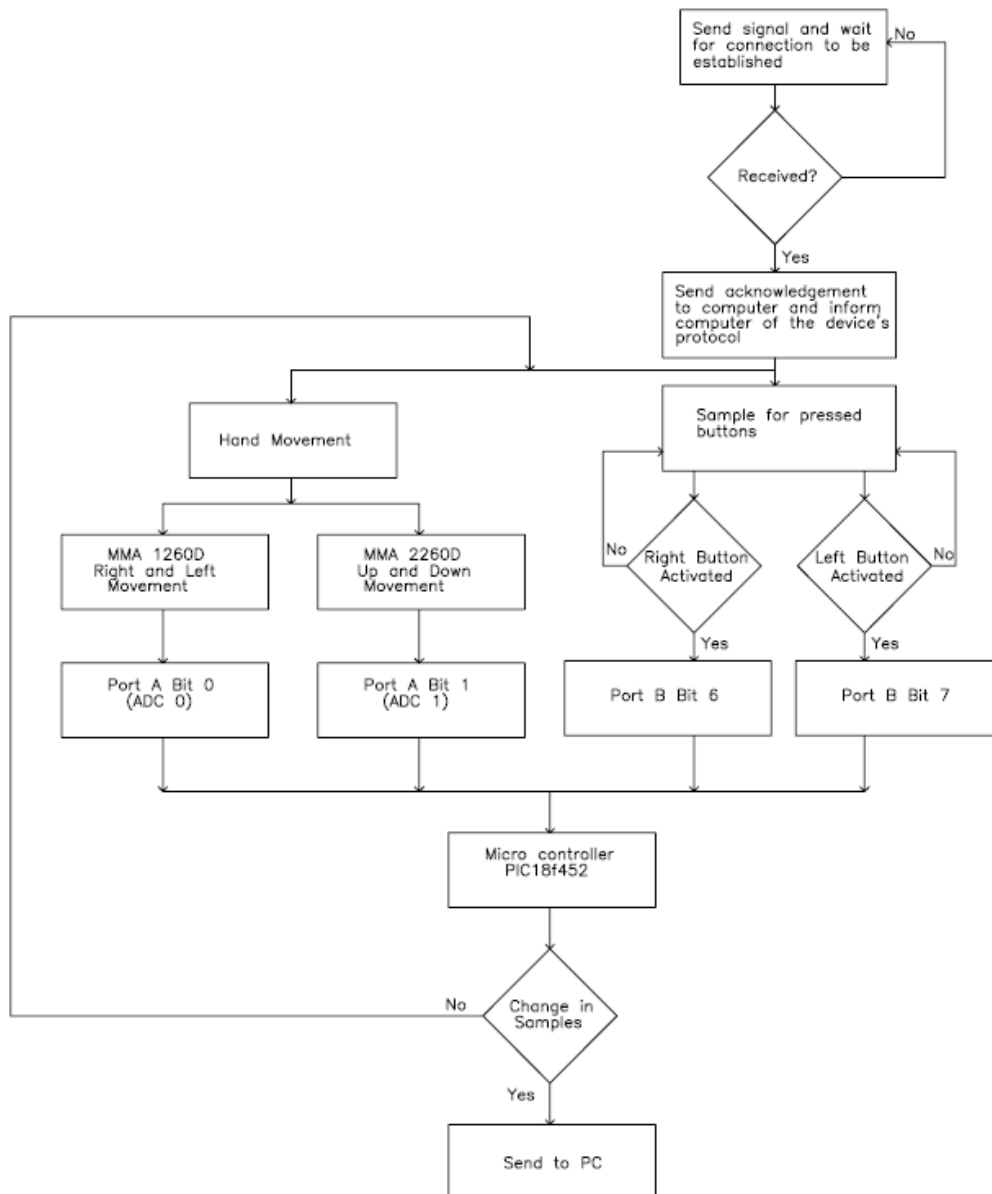 Send signal and wait
for connection to be
established
No
Received?
Yes
Send acknowledgement
to computer and inform
computer of the device's
protocol
Hand Movement
Sample for pressed
buttons
MMA 1260D
Right and Left
Movement
MMA 2260D
Up and Down
Movement
No
Right Button
Activated
Left Button
Activated
No
Yes
Yes
Port A Bit 0
(ADC 0)
Port A Bit 1
(ADC 1)
Port B Bit 6
Port B Bit 7
Micro controller
PIC18f452
No
Change in
Samples
Yes
Send to PC